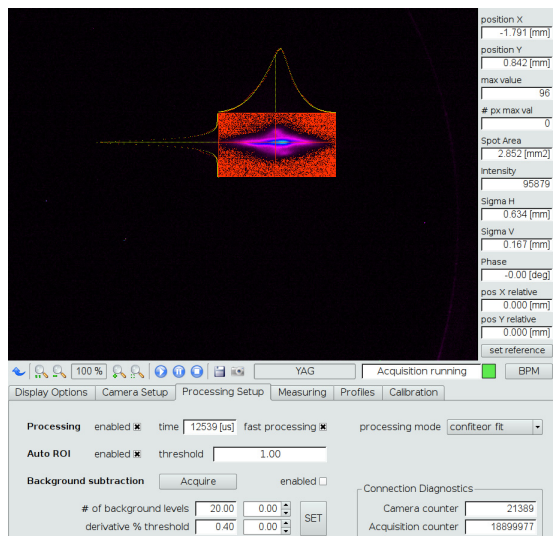 position X
-1.791 [mm]
position Y
0.842 [mm]
max value
96
# px max val
0
Spot Area
2.852 [mm2]
Intensity
95879
Sigma H
0.634 [mm]
Sigma V
0.167 [mm]
Phase
-0.00 [deg]
pos X relative
0.000 [mm]
pos Y relative
0.000 [mm]
set reference
100 % YAG Acquisition running BPM
Display Options Camera Setup Processing Setup Measuring Profiles Calibration
Processing enabled time 12539 [us] fast processing processing mode confiteor fit
Auto ROI enabled threshold 1.00
Background subtraction Acquire enabled
Connection Diagnostics
# of background levels 20.00 0.00 SET Camera counter 21389
derivative % threshold 0.40 0.00 Acquisition counter 18899977